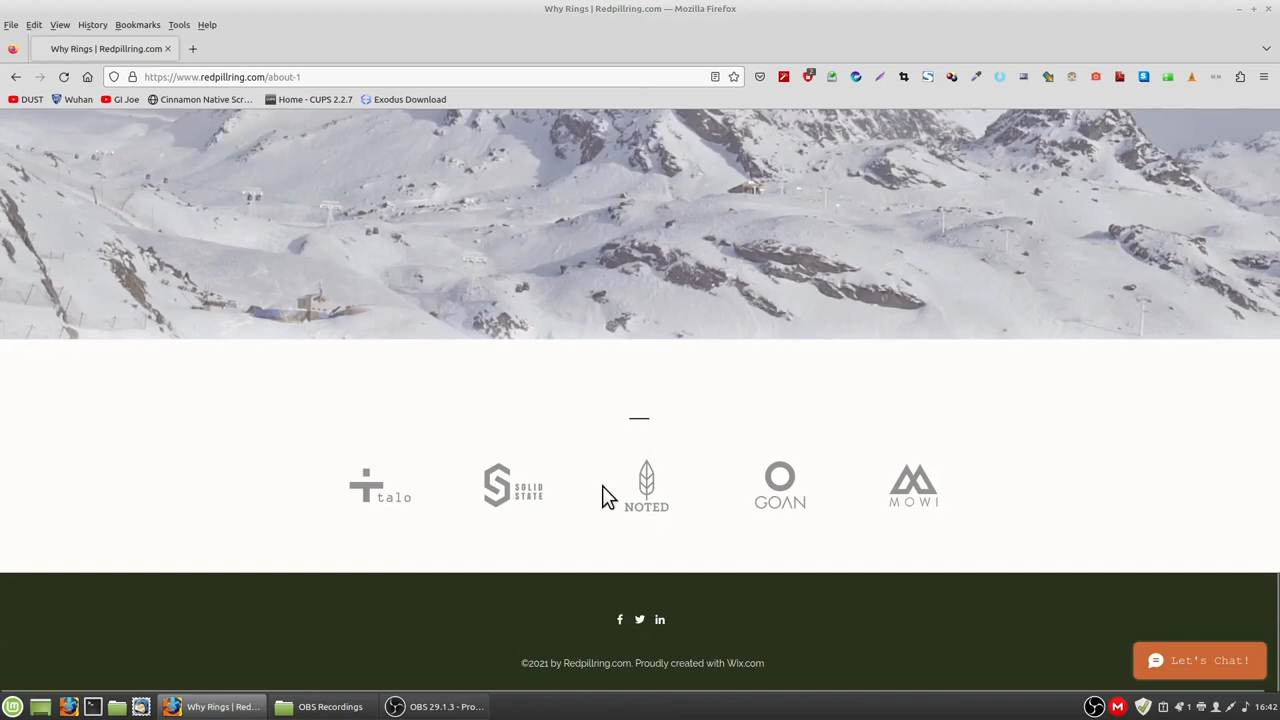 Why Rings | Redpillring.com — Mozilla Firefox
File Edit View History Bookmarks Tools Help
Why Rings | Redpillring.com
https://www.redpillring.com/about-1
DUST Wuhan GI Joe Cinnamon Native Scr… Home - CUPS 2.2.7 Exodus Download
talo
SOLID STATE
NOTED
GOAN
MOWI
©2021 by Redpillring.com. Proudly created with Wix.com
Let's Chat!
Why Rings | Red… OBS Recordings OBS 29.1.3 - Pro… 1 16:42